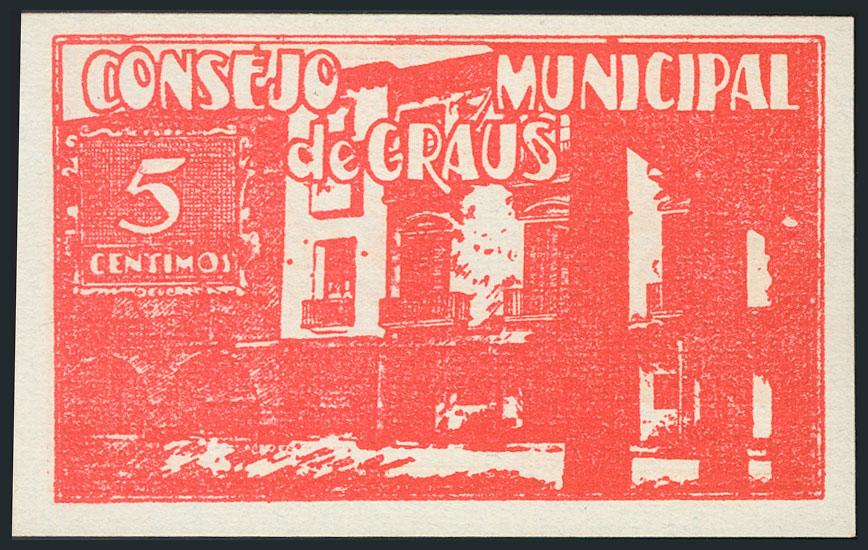 CONSEJO MUNICIPAL
de GRAUS
5
CENTIMOS